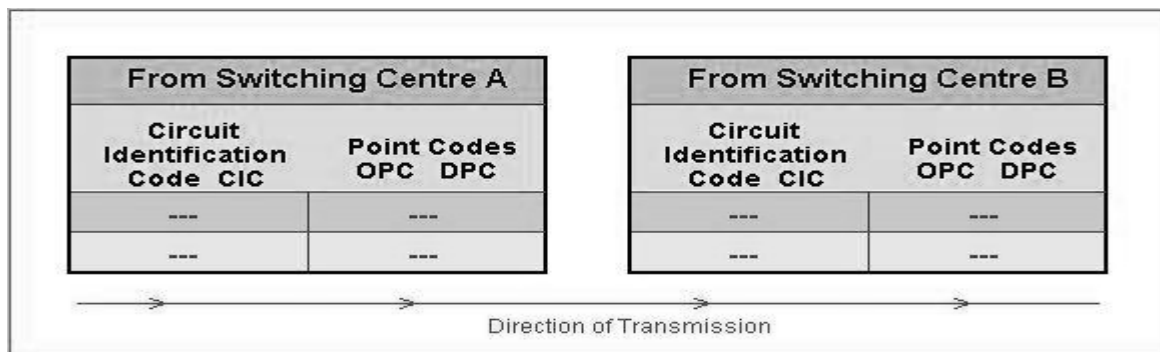 From Switching Centre A
Circuit
Identification
Code CIC
Point Codes
OPC DPC
---
---
---
---
From Switching Centre B
Circuit
Identification
Code CIC
Point Codes
OPC DPC
---
---
---
---
Direction of Transmission